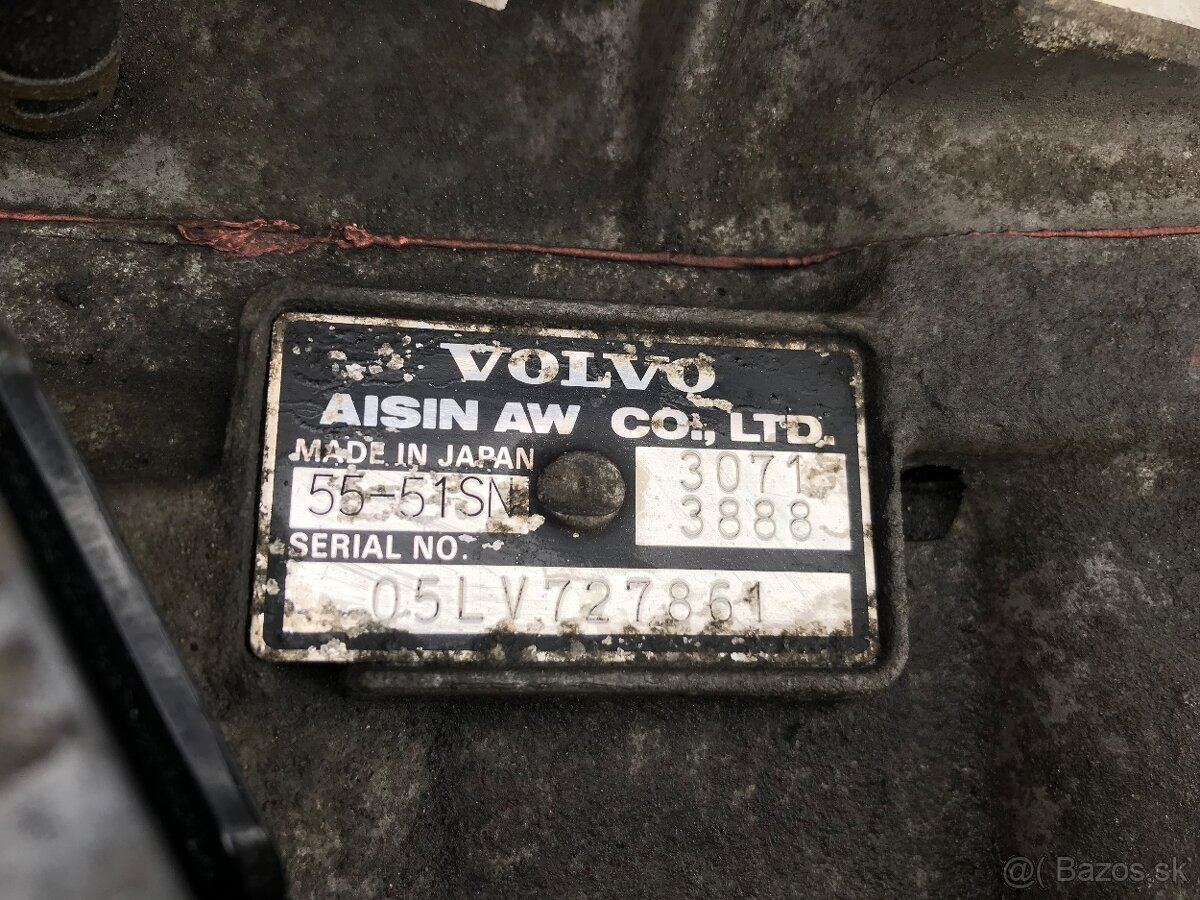 VOLVO
AISIN AW CO., LTD.
MADE IN JAPAN
55-51SN
3071
3888
SERIAL NO.
05LV727861
@( Bazos.sk